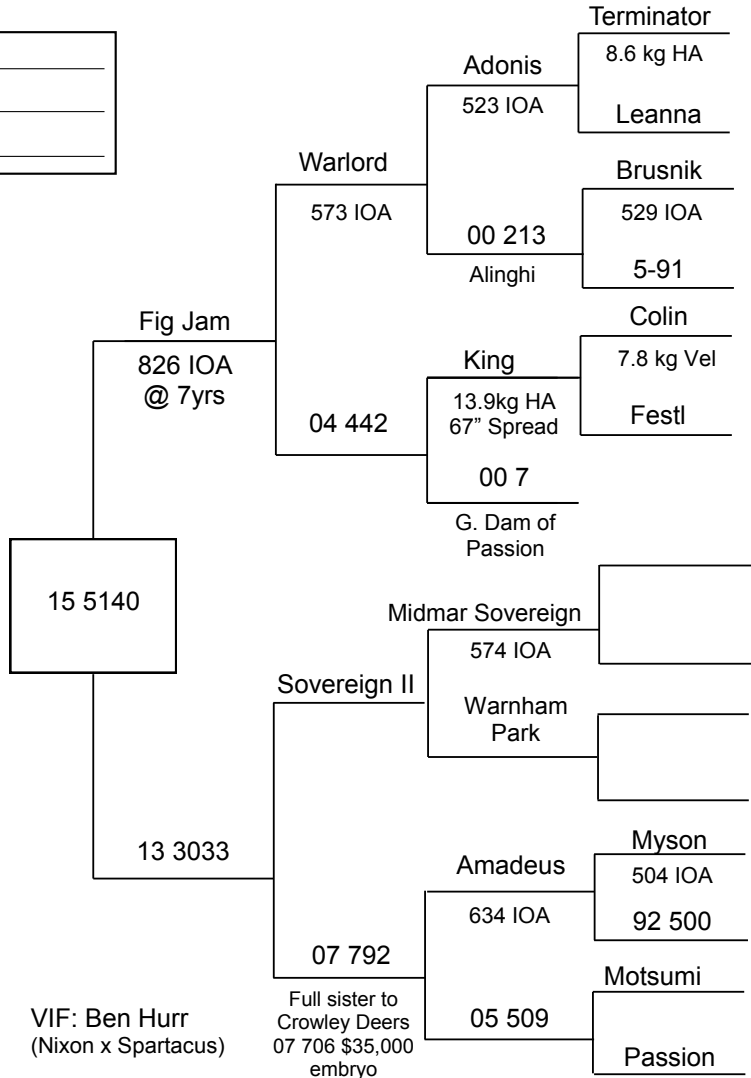 Terminator
8.6 kg HA
Adonis
523 IOA
Leanna
Warlord
573 IOA
Brusnik
529 IOA
00 213
Alinghi
5-91
Fig Jam
826 IOA
@ 7yrs
Colin
7.8 kg Vel
King
13.9kg HA
67” Spread
Festl
04 442
00 7
G. Dam of
Passion
15 5140
Midmar Sovereign
574 IOA
Sovereign II
Warnham
Park
13 3033
Myson
504 IOA
Amadeus
634 IOA
92 500
07 792
Full sister to
Crowley Deers
07 706 $35,000
embryo
Motsumi
05 509
Passion
VIF: Ben Hurr
(Nixon x Spartacus)